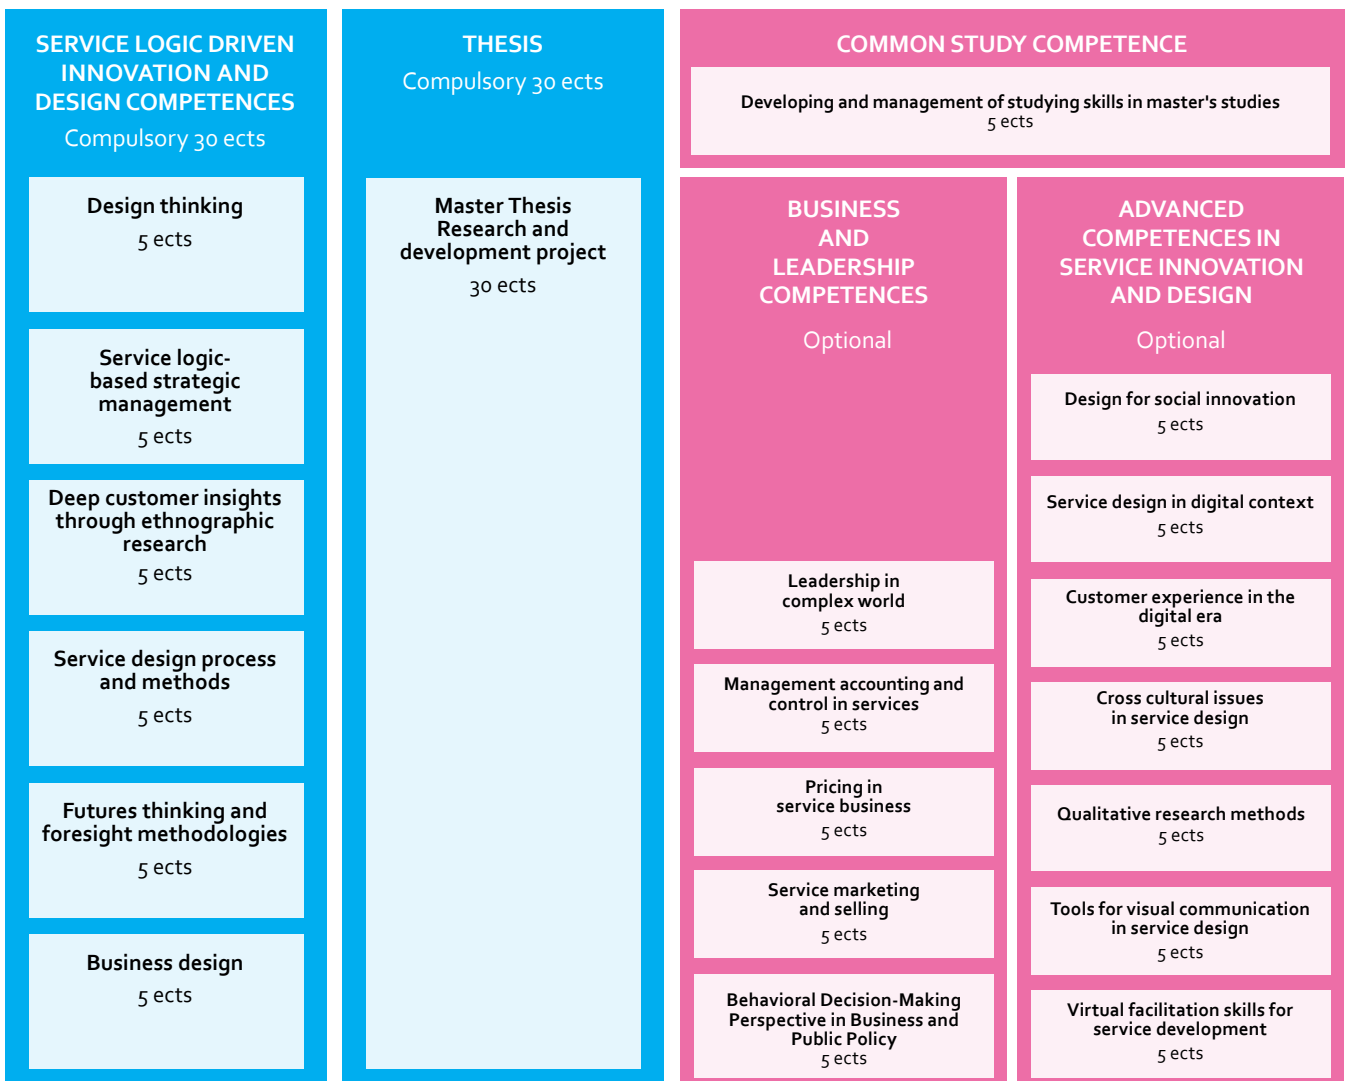 SERVICE LOGIC DRIVEN
INNOVATION AND
DESIGN COMPETENCES
Compulsory 30 ects
Design thinking
5 ects
Service logic-
based strategic
management
5 ects
Deep customer insights
through ethnographic
research
5 ects
Service design process
and methods
5 ects
Futures thinking and
foresight methodologies
5 ects
Business design
5 ects
THESIS
Compulsory 30 ects
Master Thesis
Research and
development project
30 ects
COMMON STUDY COMPETENCE
Developing and management of studying skills in master's studies
5 ects
BUSINESS
AND
LEADERSHIP
COMPETENCES
Optional
Leadership in
complex world
5 ects
Management accounting and
control in services
5 ects
Pricing in
service business
5 ects
Service marketing
and selling
5 ects
Behavioral Decision-Making
Perspective in Business and
Public Policy
5 ects
ADVANCED
COMPETENCES IN
SERVICE INNOVATION
AND DESIGN
Optional
Design for social innovation
5 ects
Service design in digital context
5 ects
Customer experience in the
digital era
5 ects
Cross cultural issues
in service design
5 ects
Qualitative research methods
5 ects
Tools for visual communication
in service design
5 ects
Virtual facilitation skills for
service development
5 ects